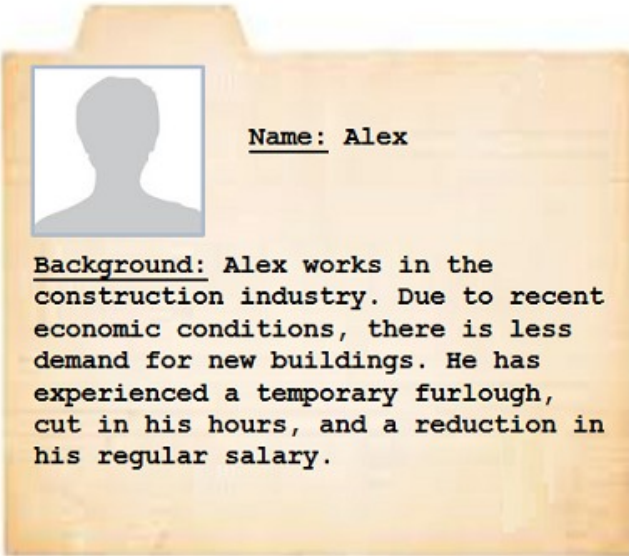 Name: Alex
Background: Alex works in the
construction industry. Due to recent
economic conditions, there is less
demand for new buildings. He has
experienced a temporary furlough,
cut in his hours, and a reduction in
his regular salary.